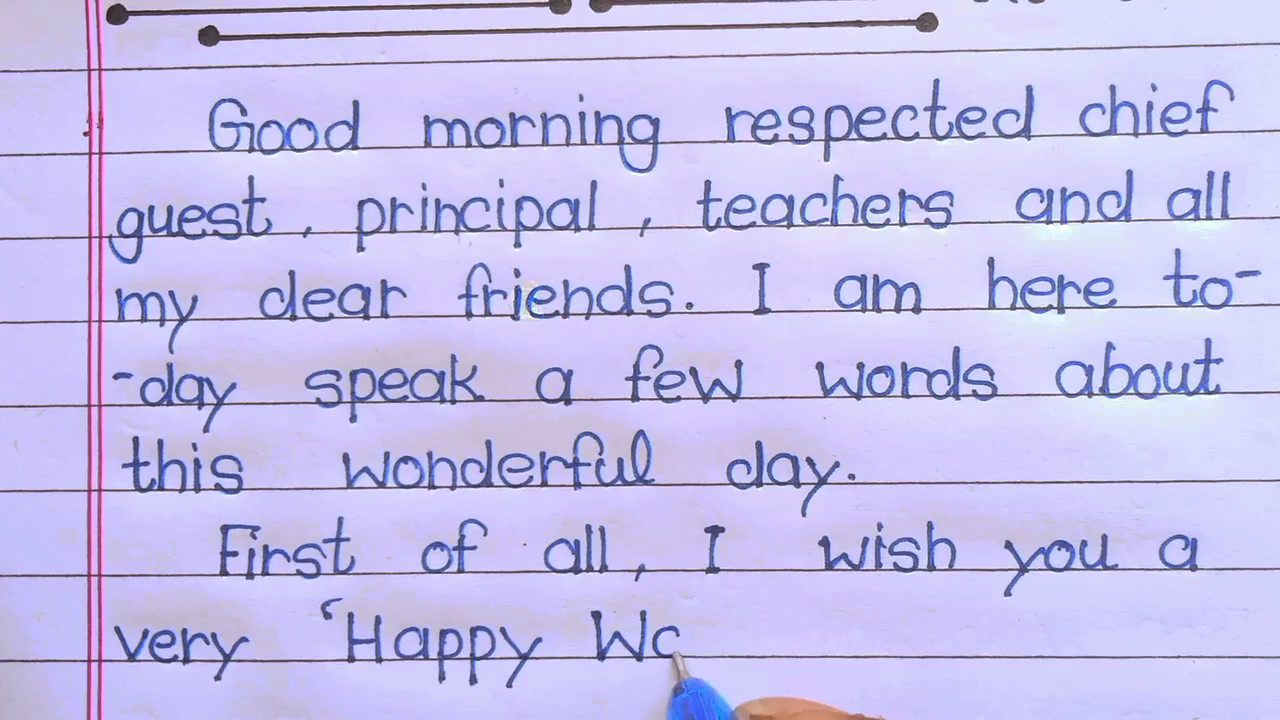 Good morning respected chief
guest, principal, teachers and all
my dear friends. I am here to-
-day speak a few words about
this wonderful day.
First of all, I wish you a
very 'Happy